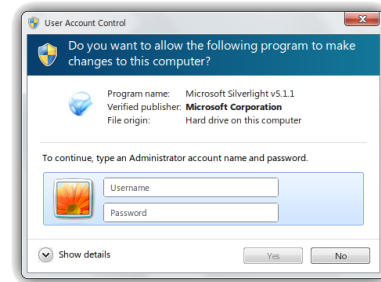 User Account Control
Do you want to allow the following program to make
changes to this computer?
Program name: Microsoft Silverlight v5.1.1
Verified publisher: Microsoft Corporation
File origin: Hard drive on this computer
To continue, type an Administrator account name and password.
Username
Password
Show details
Yes
No